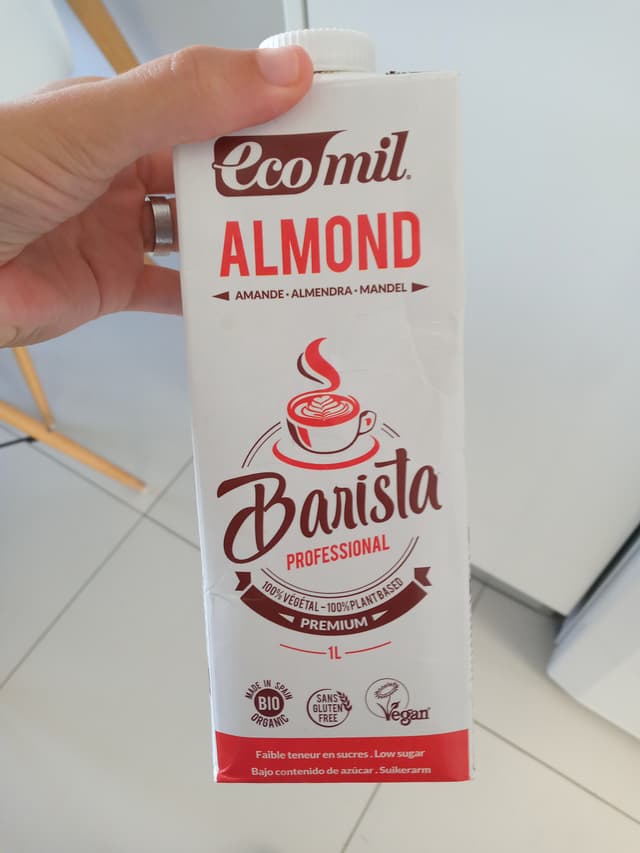 ecomil.
ALMOND
AMANDE · ALMENDRA · MANDEL
Barista
PROFESSIONAL
100% VÉGÉTAL - 100% PLANT BASED
PREMIUM
1L
MADE IN SPAIN
BIO
ORGANIC
SANS
GLUTEN
FREE
Vegan
Faible teneur en sucres . Low sugar
Bajo contenido de azúcar . Suikerarm